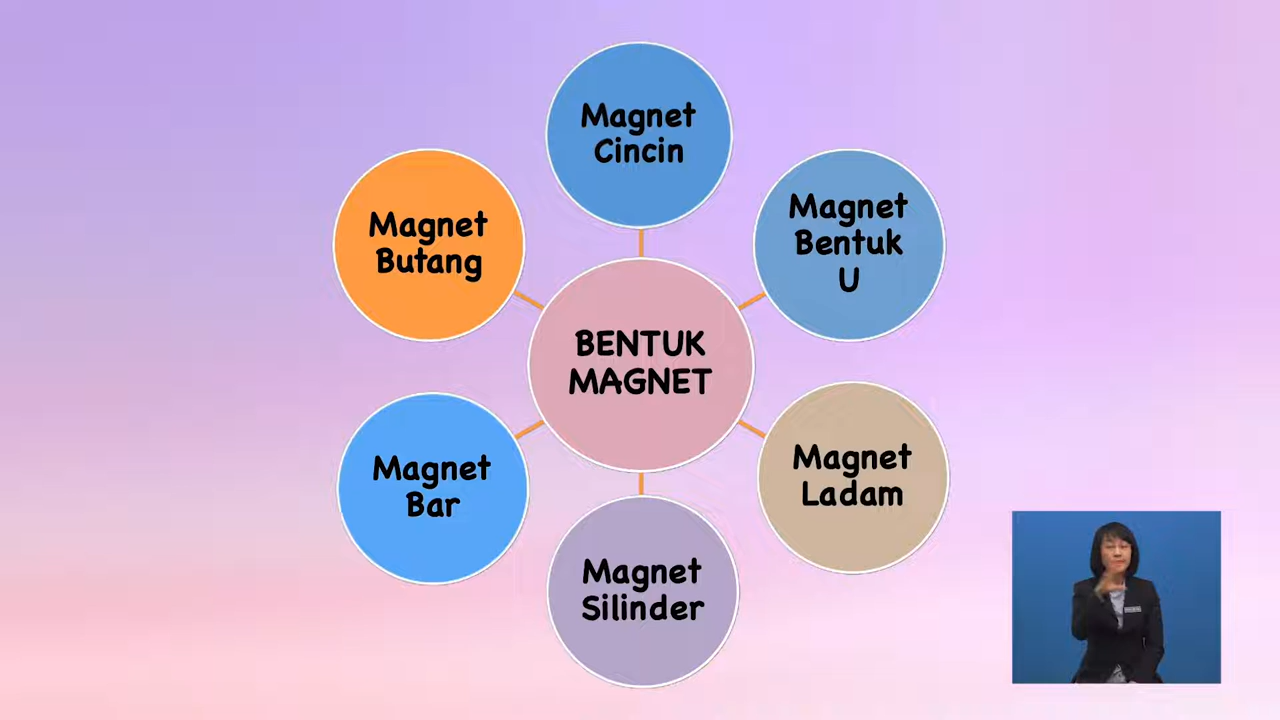 Magnet
Cincin
Magnet
Bentuk
U
Magnet
Ladam
Magnet
Silinder
Magnet
Bar
Magnet
Butang
BENTUK
MAGNET